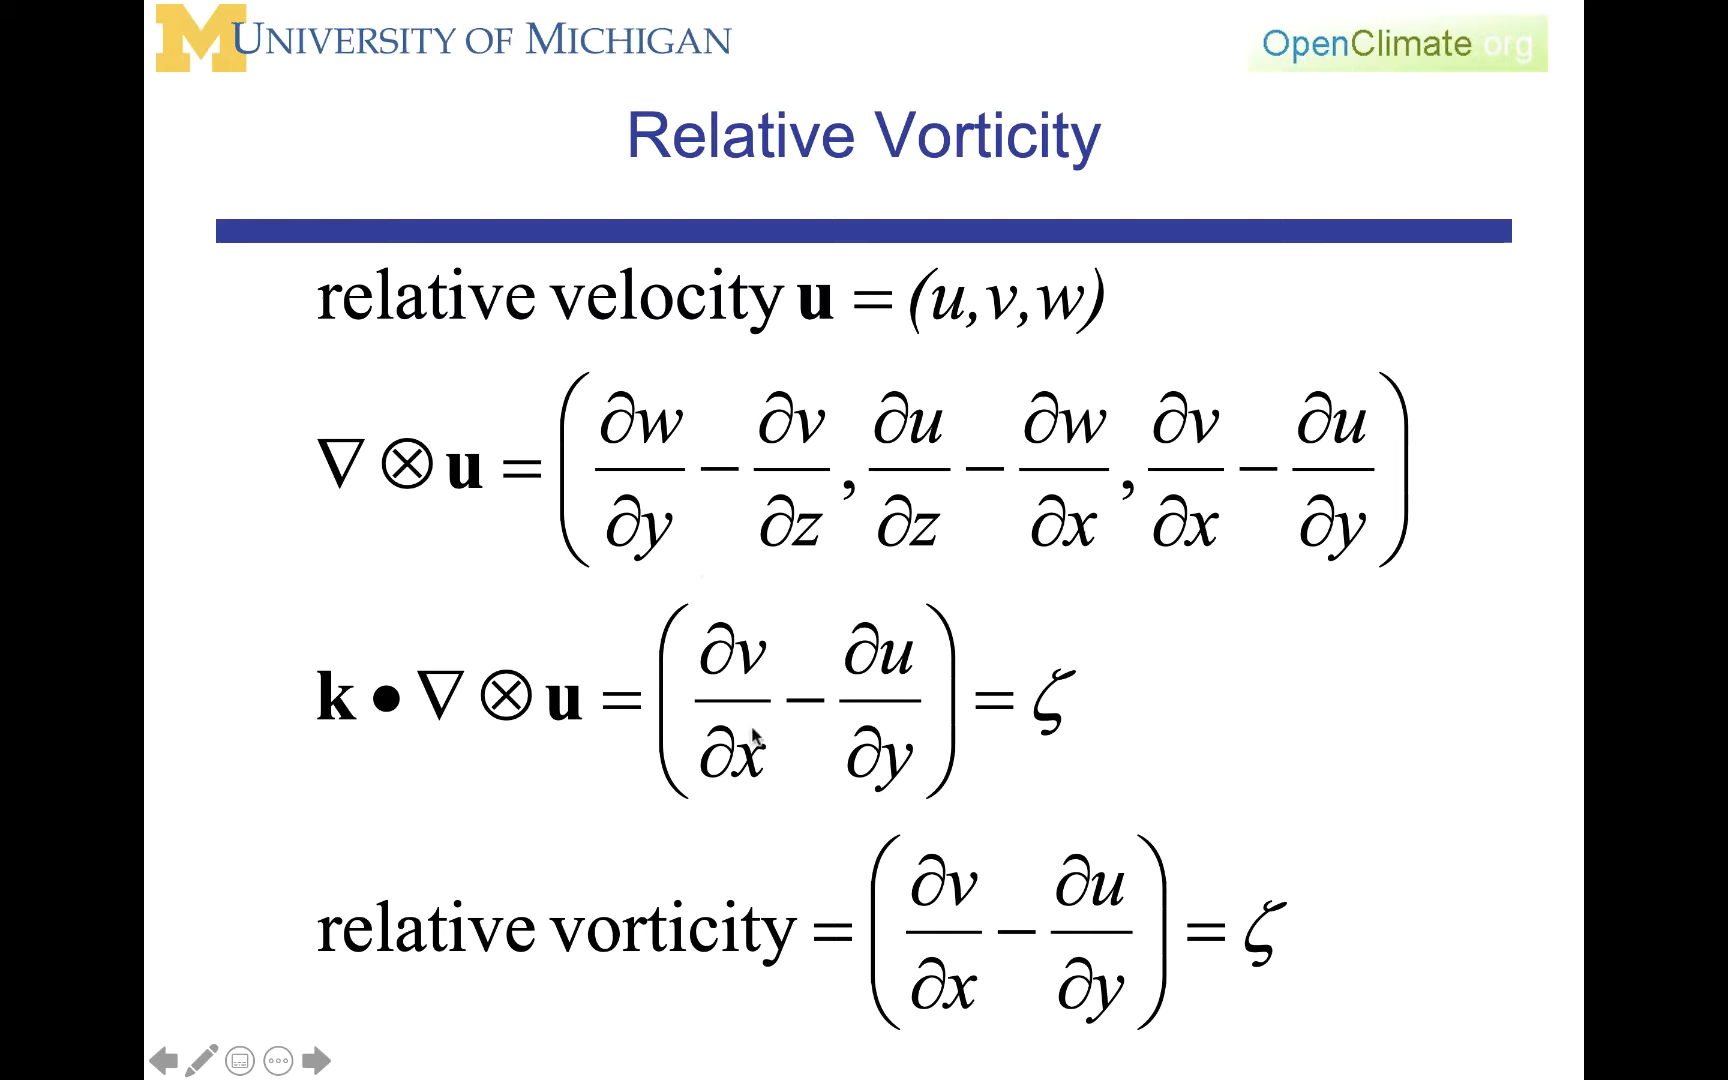 UNIVERSITY OF MICHIGAN
OpenClimate.org
Relative Vorticity
relative velocity u = (u,v,w)
∇ ⊗ u = (∂w/∂y − ∂v/∂z, ∂u/∂z − ∂w/∂x, ∂v/∂x − ∂u/∂y)
k • ∇ ⊗ u = (∂v/∂x − ∂u/∂y) = ζ
relative vorticity = (∂v/∂x − ∂u/∂y) = ζ